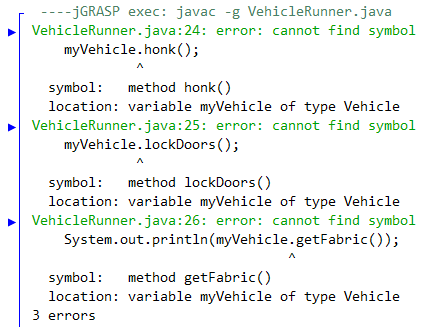 ----jGRASP exec: javac -g VehicleRunner.java
VehicleRunner.java:24: error: cannot find symbol
myVehicle.honk();
^
symbol:   method honk()
location: variable myVehicle of type Vehicle
VehicleRunner.java:25: error: cannot find symbol
myVehicle.lockDoors();
^
symbol:   method lockDoors()
location: variable myVehicle of type Vehicle
VehicleRunner.java:26: error: cannot find symbol
System.out.println(myVehicle.getFabric());
^
symbol:   method getFabric()
location: variable myVehicle of type Vehicle
3 errors